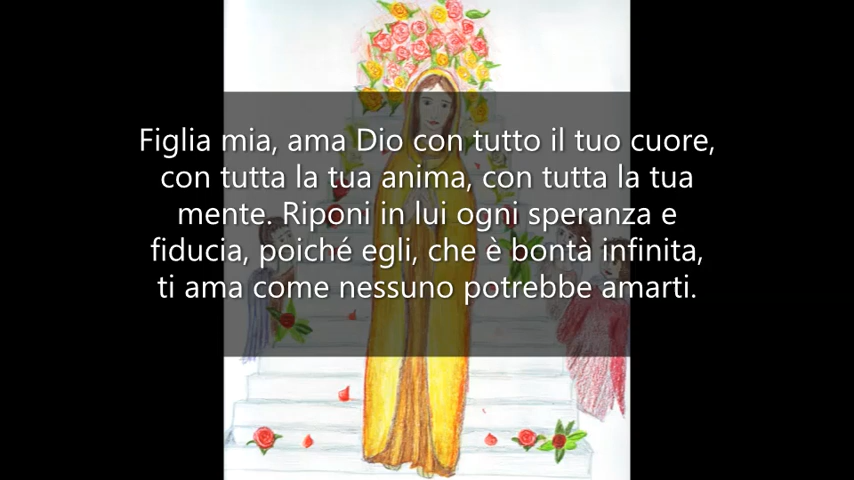 Figlia mia, ama Dio con tutto il tuo cuore,
con tutta la tua anima, con tutta la tua
mente. Riponi in lui ogni speranza e
fiducia, poiché egli, che è bontà infinita,
ti ama come nessuno potrebbe amarti.